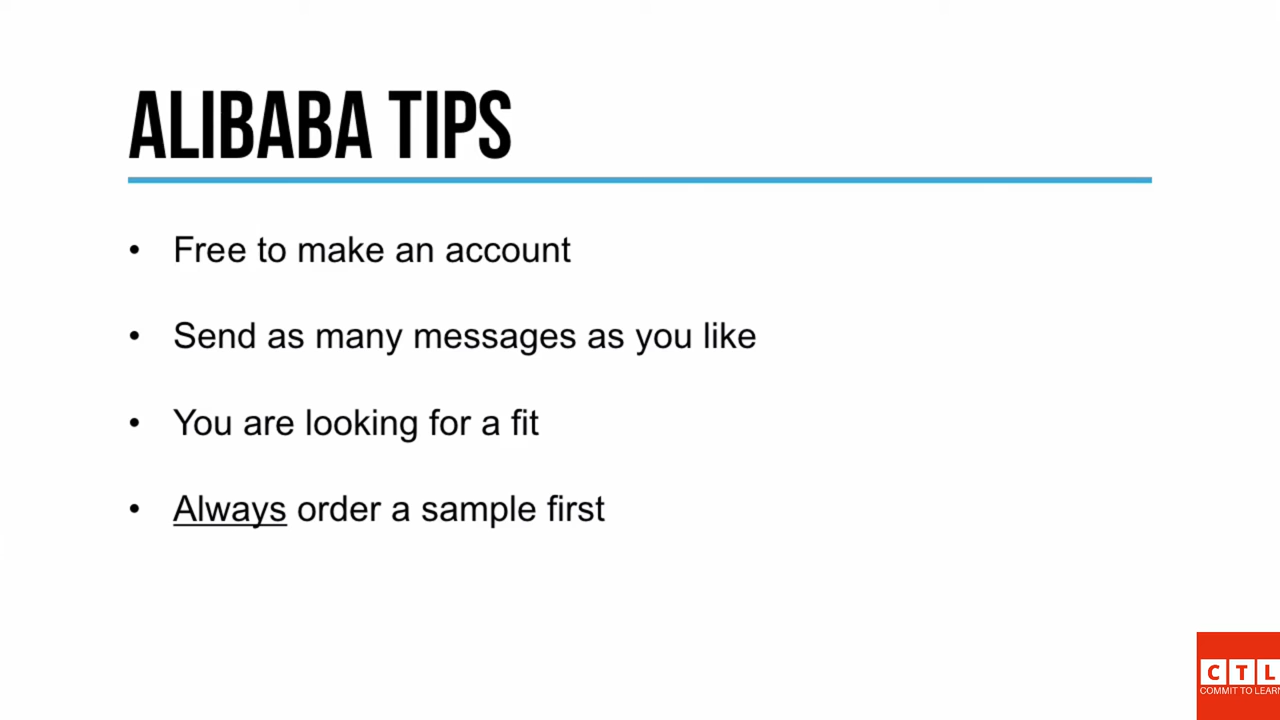 ALIBABA TIPS
• Free to make an account
• Send as many messages as you like
• You are looking for a fit
• Always order a sample first
CTL
COMMIT TO LEARN